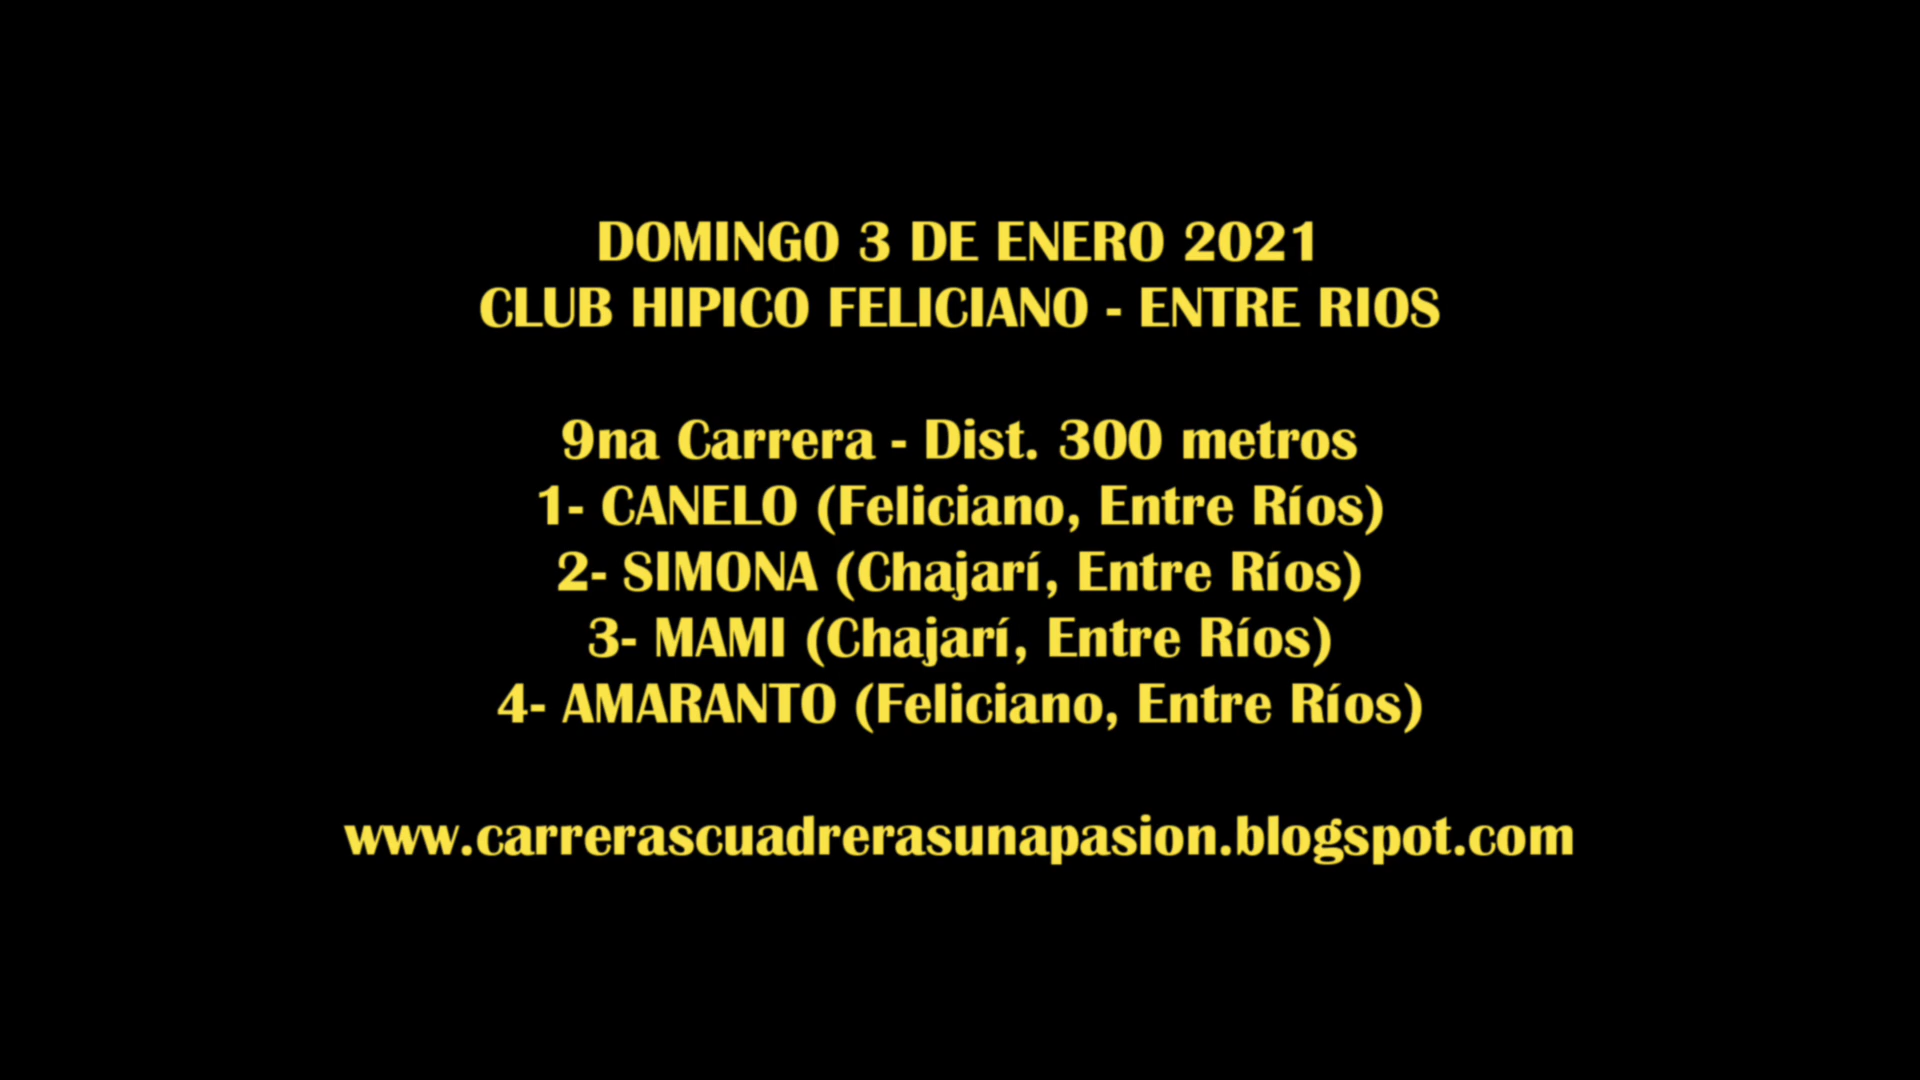 DOMINGO 3 DE ENERO 2021
CLUB HIPICO FELICIANO - ENTRE RIOS
9na Carrera - Dist. 300 metros
1- CANELO (Feliciano, Entre Ríos)
2- SIMONA (Chajarí, Entre Ríos)
3- MAMI (Chajarí, Entre Ríos)
4- AMARANTO (Feliciano, Entre Ríos)
www.carrerascuadrerasunapasion.blogspot.com